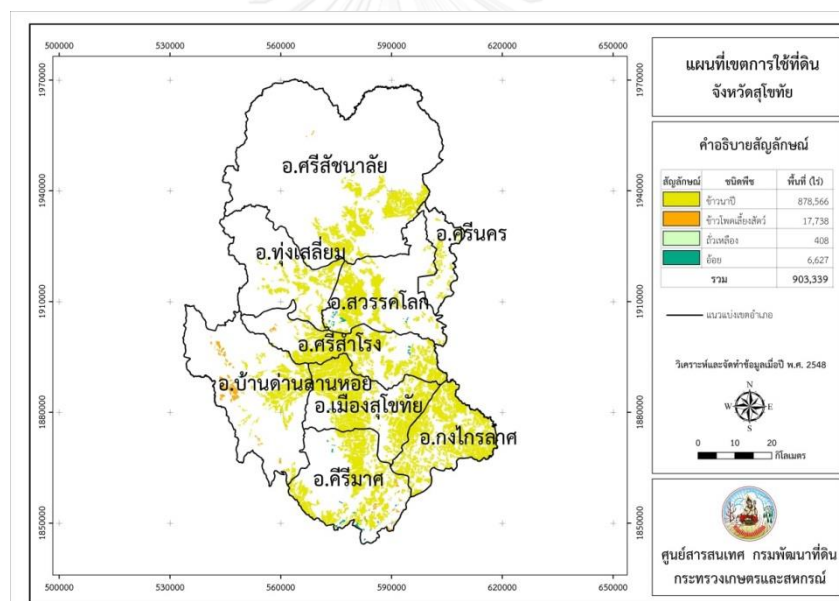 500000 530000 560000 590000 620000 650000
แผนที่เขตการใช้ที่ดิน
จังหวัดสุโขทัย
คำอธิบายสัญลักษณ์
สัญลักษณ์ ชนิดพืช พื้นที่ (ไร่)
ข้าวนาปี 878,566
ข้าวโพดเลี้ยงสัตว์ 17,738
ถั่วเหลือง 408
อ้อย 6,627
รวม 903,339
แนวแบ่งเขตอำเภอ
วิเคราะห์และจัดทำข้อมูลเมื่อปี พ.ศ. 2548
N
W E
S
0 10 20
กิโลเมตร
ศูนย์สารสนเทศ กรมพัฒนาที่ดิน
กระทรวงเกษตรและสหกรณ์
1970000 1970000
1940000 1940000
1910000 1910000
1880000 1880000
1850000 1850000
อ.ศรีสัชนาลัย
อ.ศรีนคร
อ.ทุ่งเสลี่ยม
อ.สวรรคโลก
อ.ศรีสำโรง
อ.บ้านด่านลานหอย
อ.เมืองสุโขทัย
อ.กงไกรลาศ
อ.คีรีมาศ
500000 530000 560000 590000 620000 650000